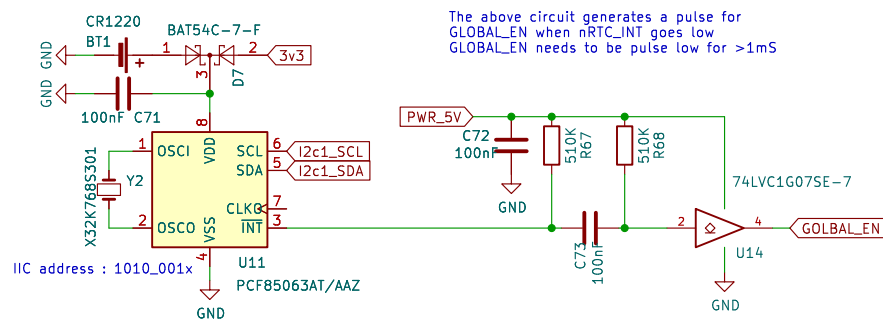 The above circuit generates a pulse for
GLOBAL_EN when nRTC_INT goes low
GLOBAL_EN needs to be pulse low for >1mS
CR1220
BT1
BAT54C-7-F
GND
+
1
2
3v3
3
D7
GND
100nF
C71
8
X32K768S301
Y2
1
OSCI
VDD
SCL
6
I2c1_SCL
SDA
5
I2c1_SDA
CLKO
7
2
OSCO
VSS
INT
3
4
U11
PCF85063AT/AAZ
IIC address : 1010_001x
GND
PWR_5V
C72
100nF
GND
510K
R67
510K
R68
C73
100nF
74LVC1G07SE-7
2
4
GOLBAL_EN
U14
GND